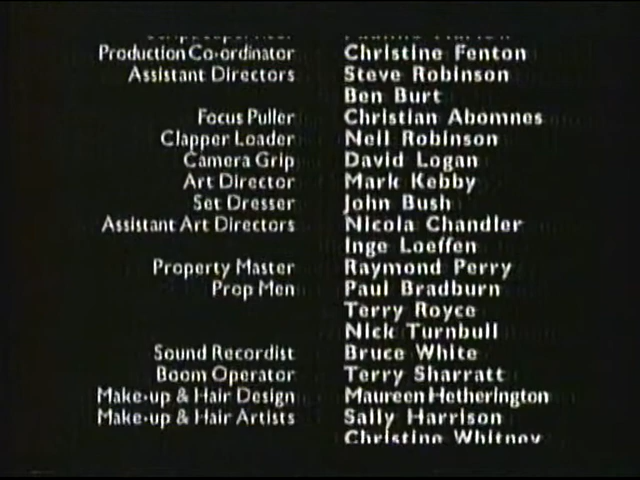 Production Co-ordinator Christine Fenton
Assistant Directors Steve Robinson
Ben Burt
Focus Puller Christian Abomnes
Clapper Loader Neil Robinson
Camera Grip David Logan
Art Director Mark Kebby
Set Dresser John Bush
Assistant Art Directors Nicola Chandler
Inge Loeffen
Property Master Raymond Perry
Prop Men Paul Bradburn
Terry Royce
Nick Turnbull
Sound Recordist Bruce White
Boom Operator Terry Sharratt
Make-up & Hair Design Maureen Hetherington
Make-up & Hair Artists Sally Harrison
Christine Whitney